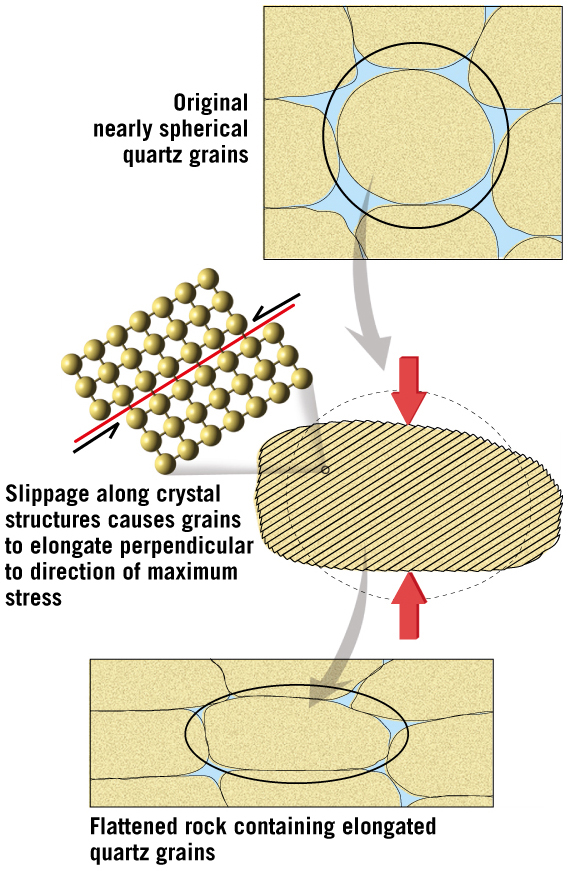 Original
nearly spherical
quartz grains
Slippage along crystal
structures causes grains
to elongate perpendicular
to direction of maximum
stress
Flattened rock containing elongated
quartz grains